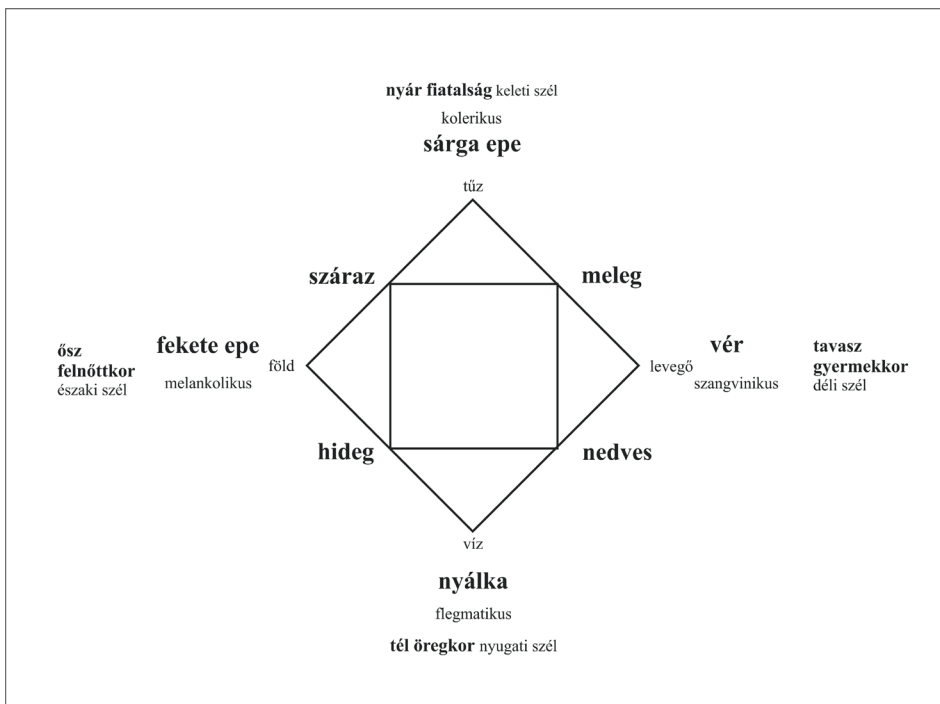 nyár fiatalság keleti szél
kolerikus
sárga epe
tűz
száraz
meleg
ősz
felnőttkor
északi szél
fekete epe
melankolikus
föld
levegő
vér
szangvinikus
tavasz
gyermekkor
déli szél
hideg
nedves
víz
nyálka
flegmatikus
tél öregkor nyugati szél